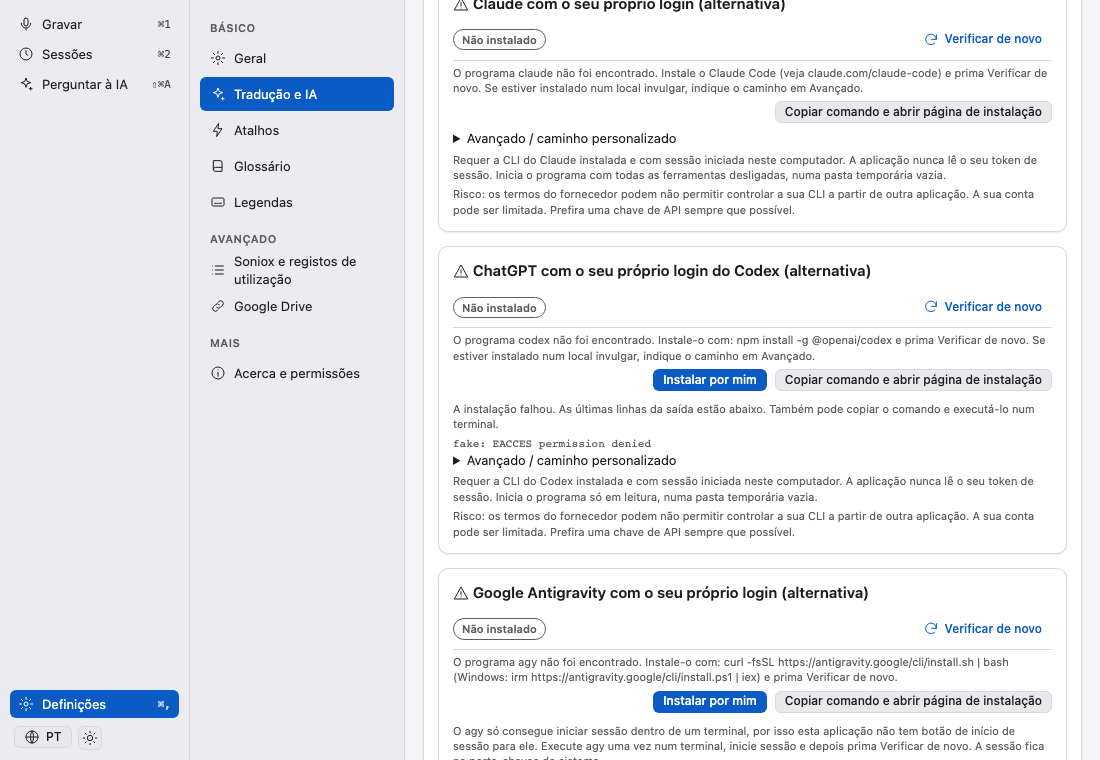 Gravar ⌘1
Sessões ⌘2
Perguntar à IA ⇧⌘A
Definições ⌘,
PT
BÁSICO
Geral
Tradução e IA
Atalhos
Glossário
Legendas
AVANÇADO
Soniox e registos de
utilização
Google Drive
MAIS
Acerca e permissões
Claude com o seu próprio login (alternativa)
Não instalado
Verificar de novo
O programa claude não foi encontrado. Instale o Claude Code (veja claude.com/claude-code) e prima Verificar de
novo. Se estiver instalado num local invulgar, indique o caminho em Avançado.
Copiar comando e abrir página de instalação
Avançado / caminho personalizado
Requer a CLI do Claude instalada e com sessão iniciada neste computador. A aplicação nunca lê o seu token de
sessão. Inicia o programa com todas as ferramentas desligadas, numa pasta temporária vazia.
Risco: os termos do fornecedor podem não permitir controlar a sua CLI a partir de outra aplicação. A sua conta
pode ser limitada. Prefira uma chave de API sempre que possível.
ChatGPT com o seu próprio login do Codex (alternativa)
Não instalado
Verificar de novo
O programa codex não foi encontrado. Instale-o com: npm install -g @openai/codex e prima Verificar de novo. Se
estiver instalado num local invulgar, indique o caminho em Avançado.
Instalar por mim
Copiar comando e abrir página de instalação
A instalação falhou. As últimas linhas da saída estão abaixo. Também pode copiar o comando e executá-lo num
terminal.
fake: EACCES permission denied
Avançado / caminho personalizado
Requer a CLI do Codex instalada e com sessão iniciada neste computador. A aplicação nunca lê o seu token de
sessão. Inicia o programa só em leitura, numa pasta temporária vazia.
Risco: os termos do fornecedor podem não permitir controlar a sua CLI a partir de outra aplicação. A sua conta
pode ser limitada. Prefira uma chave de API sempre que possível.
Google Antigravity com o seu próprio login (alternativa)
Não instalado
Verificar de novo
O programa agy não foi encontrado. Instale-o com: curl -fsSL https://antigravity.google/cli/install.sh | bash
(Windows: irm https://antigravity.google/cli/install.ps1 | iex) e prima Verificar de novo.
Instalar por mim
Copiar comando e abrir página de instalação
O agy só consegue iniciar sessão dentro de um terminal, por isso esta aplicação não tem botão de início de
sessão para ele. Execute agy uma vez num terminal, inicie sessão e depois prima Verificar de novo. A sessão fica